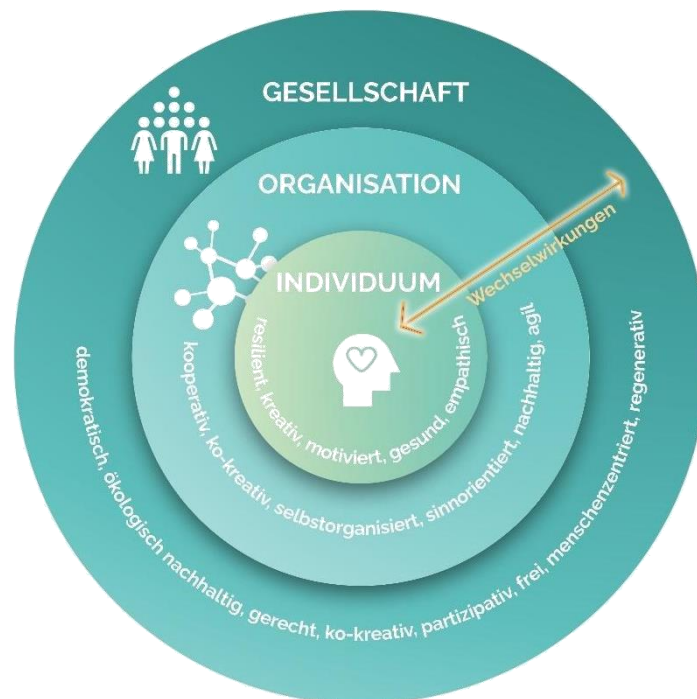 GESELLSCHAFT
ORGANISATION
INDIVIDUUM
Wechselwirkungen
resilient, kreativ, motiviert, gesund, empathisch
kooperativ, ko-kreativ, selbstorganisiert, sinnorientiert, nachhaltig, agil
demokratisch, ökologisch nachhaltig, gerecht, ko-kreativ, partizipativ, frei, menschenzentriert, regenerativ